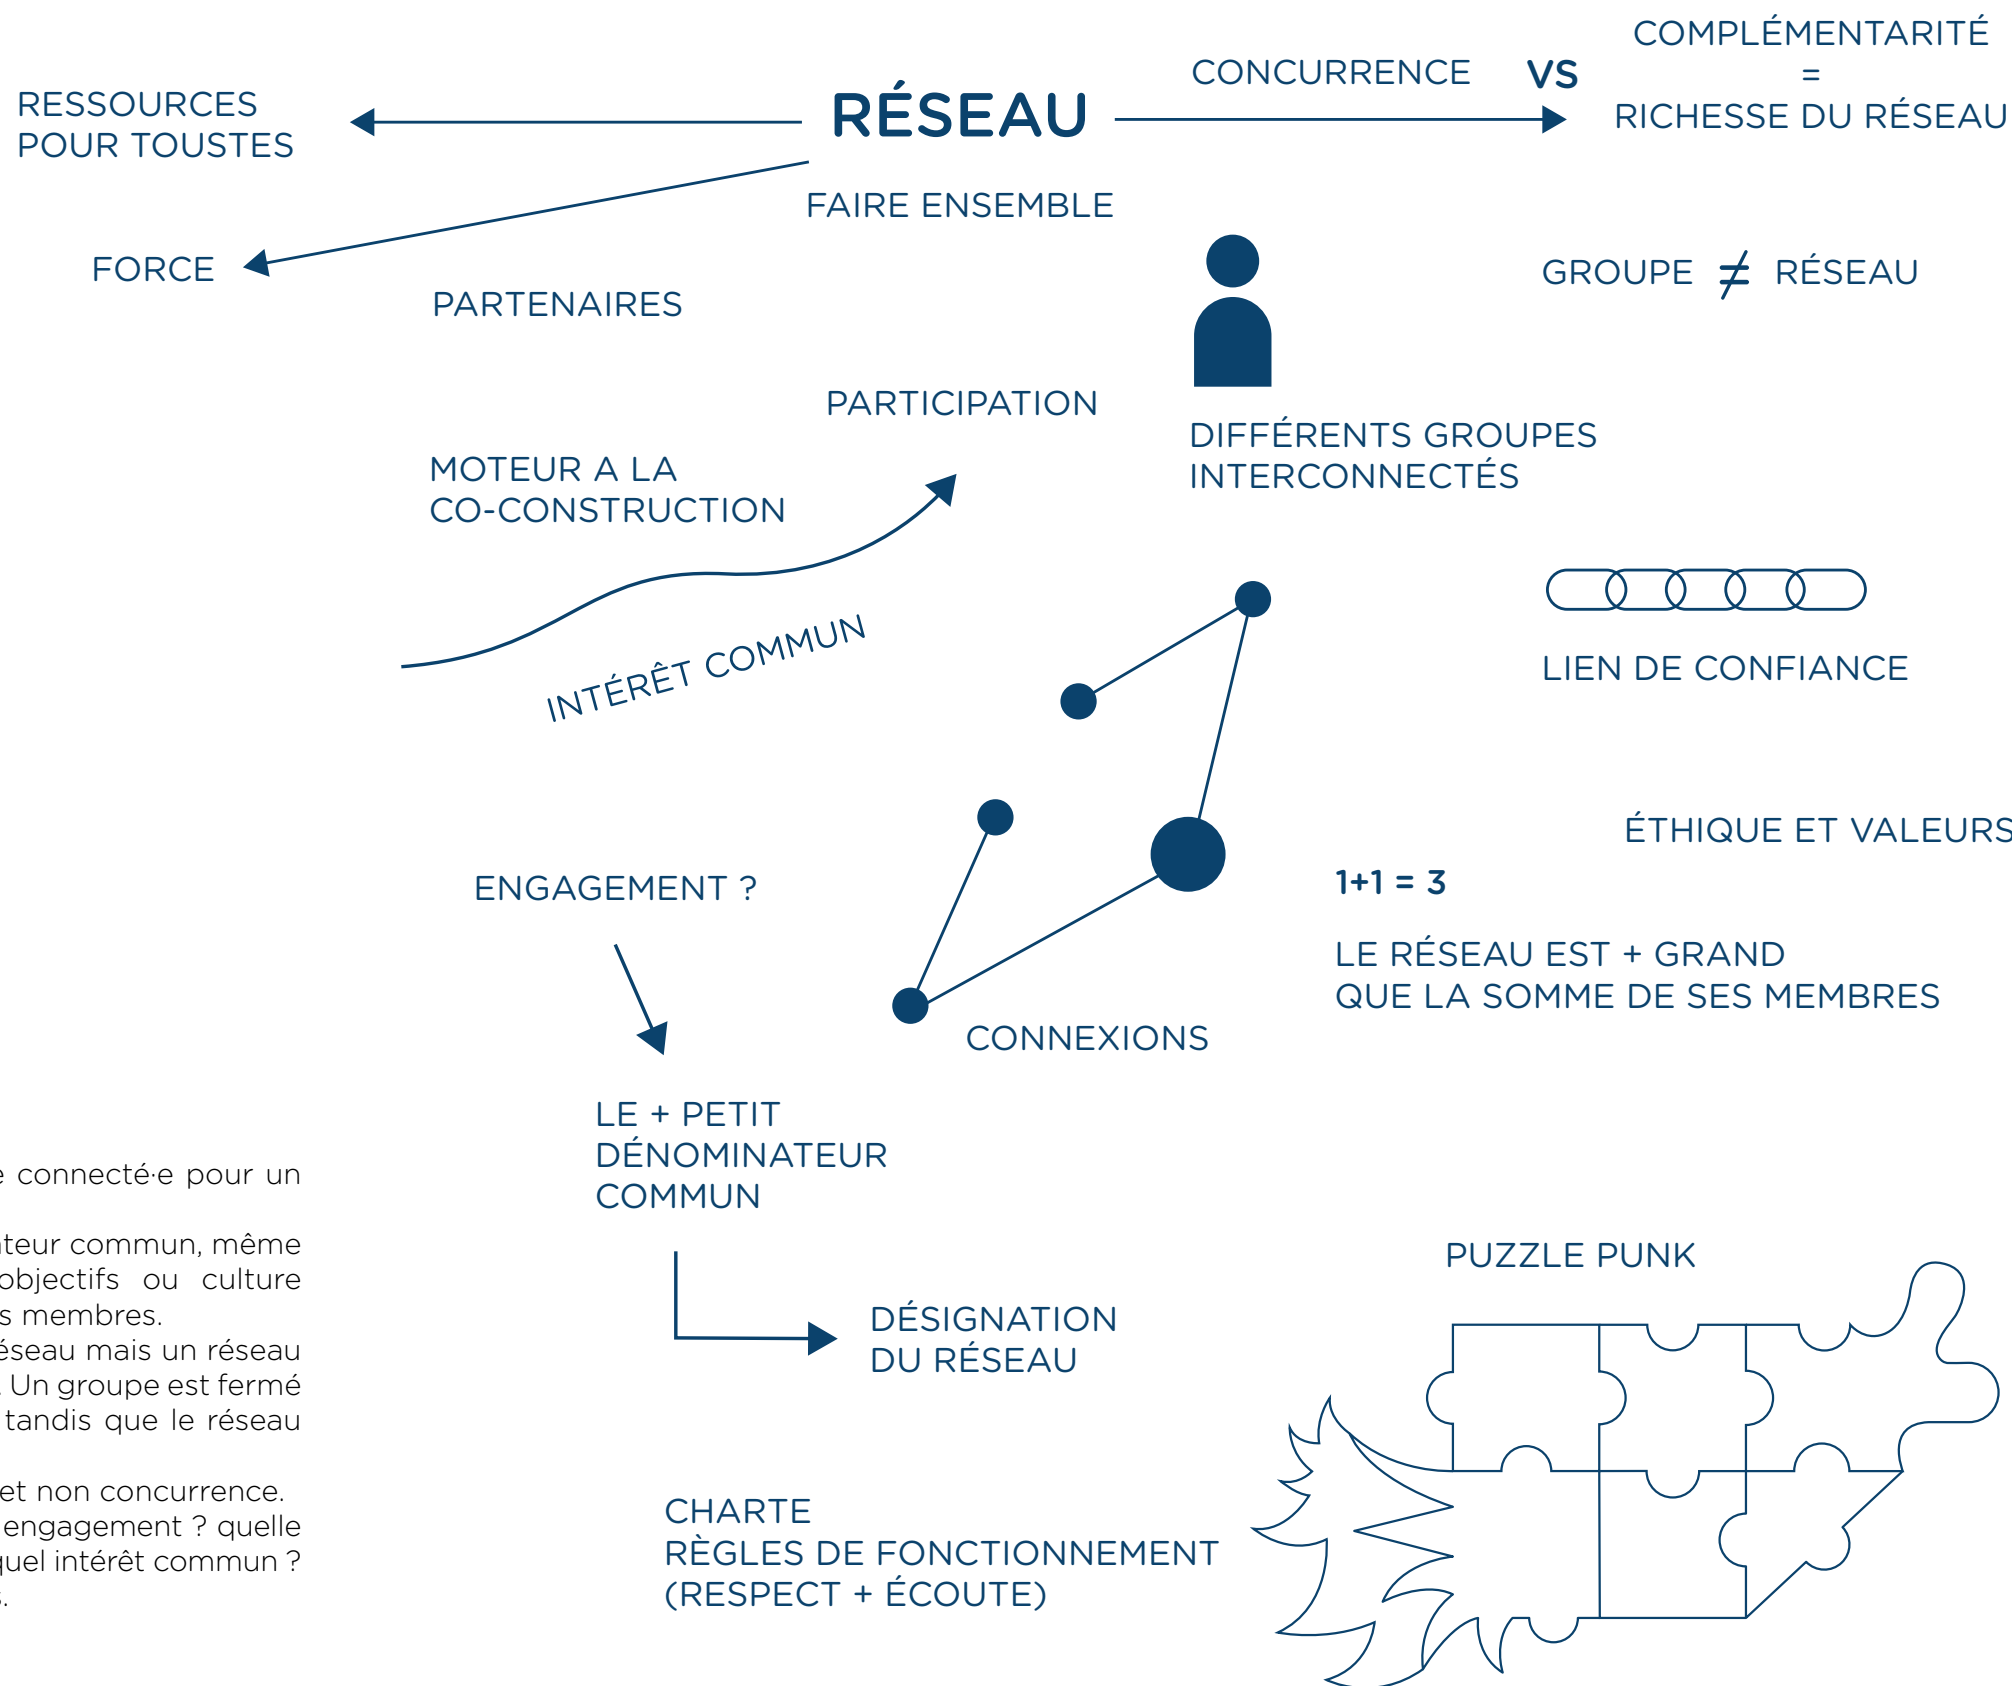 RESSOURCES
POUR TOUSTES
RÉSEAU
CONCURRENCE VS
COMPLÉMENTARITÉ
=
RICHESSE DU RÉSEAU
FAIRE ENSEMBLE
FORCE
PARTENAIRES
GROUPE ≠ RÉSEAU
PARTICIPATION
DIFFÉRENTS GROUPES
INTERCONNECTÉS
MOTEUR A LA
CO-CONSTRUCTION
INTÉRÊT COMMUN
LIEN DE CONFIANCE
ÉTHIQUE ET VALEURS
ENGAGEMENT ?
1+1 = 3
LE RÉSEAU EST + GRAND
QUE LA SOMME DE SES MEMBRES
CONNEXIONS
LE + PETIT
DÉNOMINATEUR
COMMUN
connecté·e pour un
commun, même
objectifs ou culture
membres.
mais un réseau
Un groupe est fermé
tandis que le réseau
et non concurrence.
engagement ? quelle
quel intérêt commun ?
DÉSIGNATION
DU RÉSEAU
PUZZLE PUNK
CHARTE
RÈGLES DE FONCTIONNEMENT
(RESPECT + ÉCOUTE)